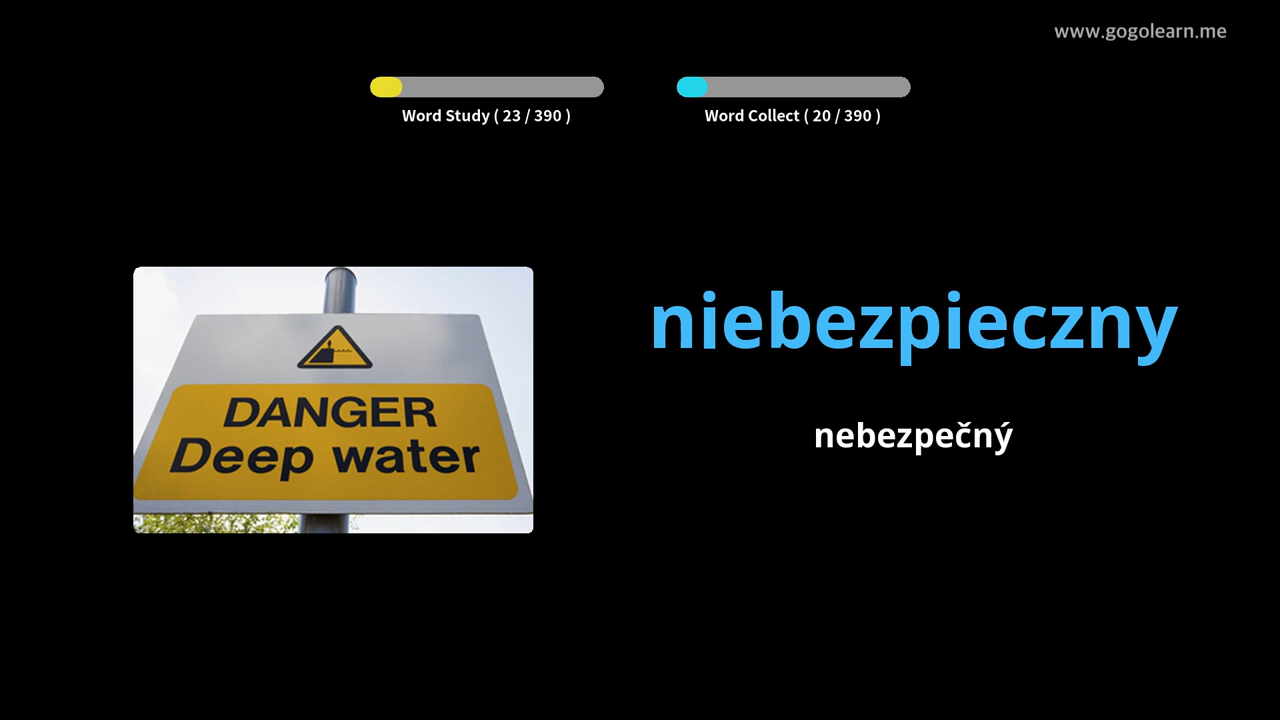 www.gogolearn.me
Word Study ( 23 / 390 )
Word Collect ( 20 / 390 )
DANGER
Deep water
niebezpieczny
nebezpečný